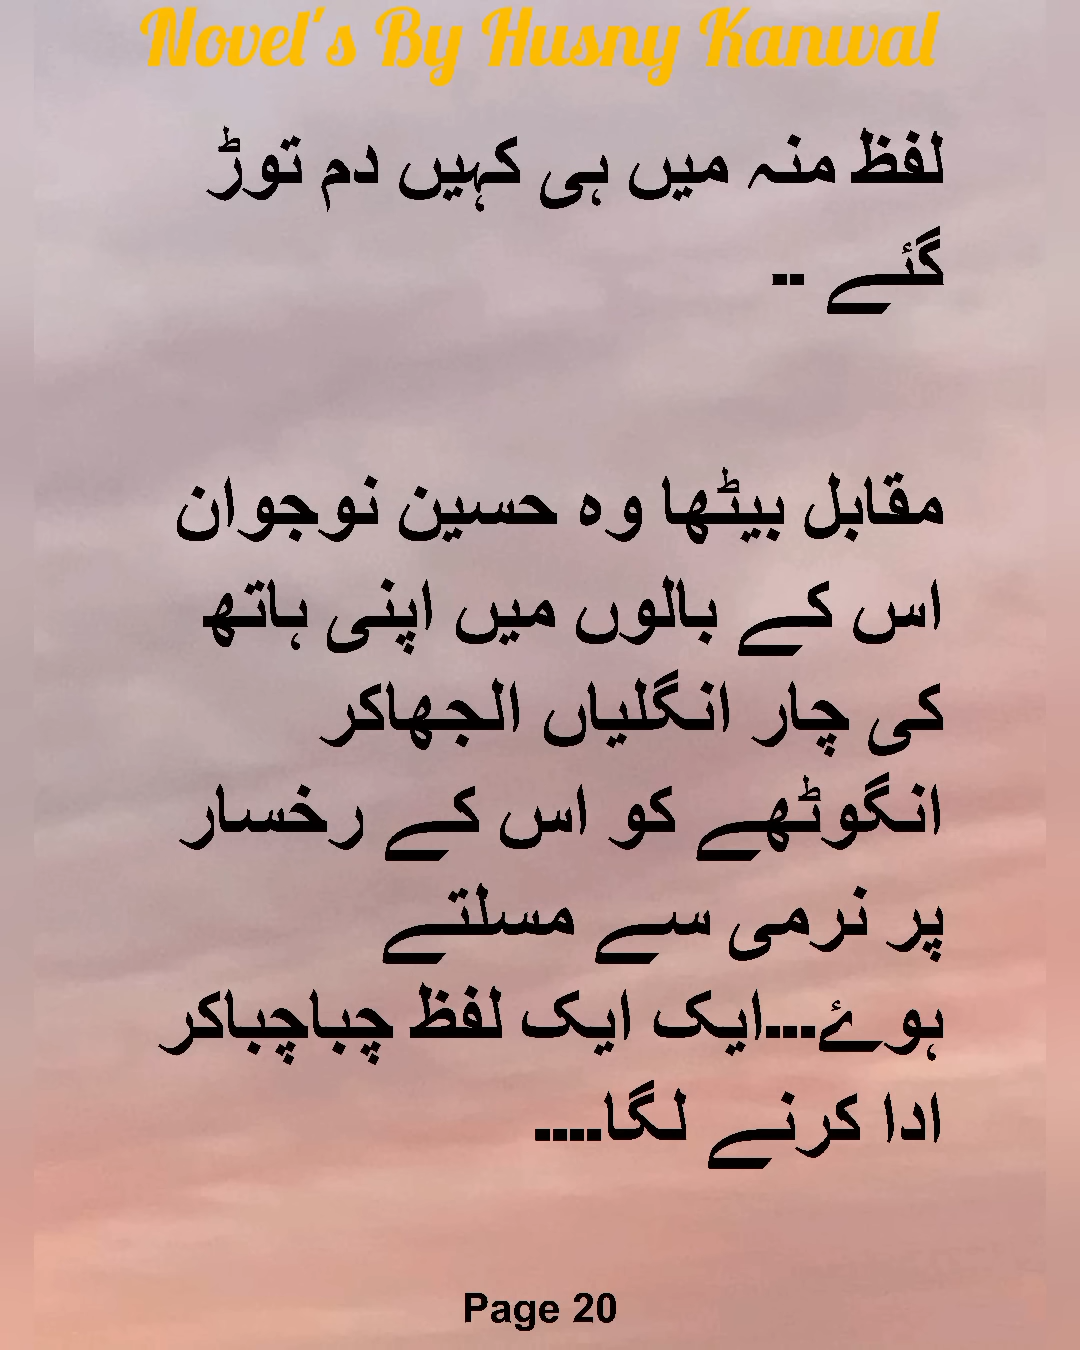 Novel's By Husny Kanwal
لفظ منہ میں ہی کہیں دم توڑ
گئے ..
مقابل بیٹھا وہ حسین نوجوان
اس کے بالوں میں اپنی ہاتھ
کی چار انگلیاں الجھاکر
انگوٹھے کو اس کے رخسار
پر نرمی سے مسلتے
ہوۓ...ایک ایک لفظ چباچباکر
ادا کرنے لگا....
Page 20